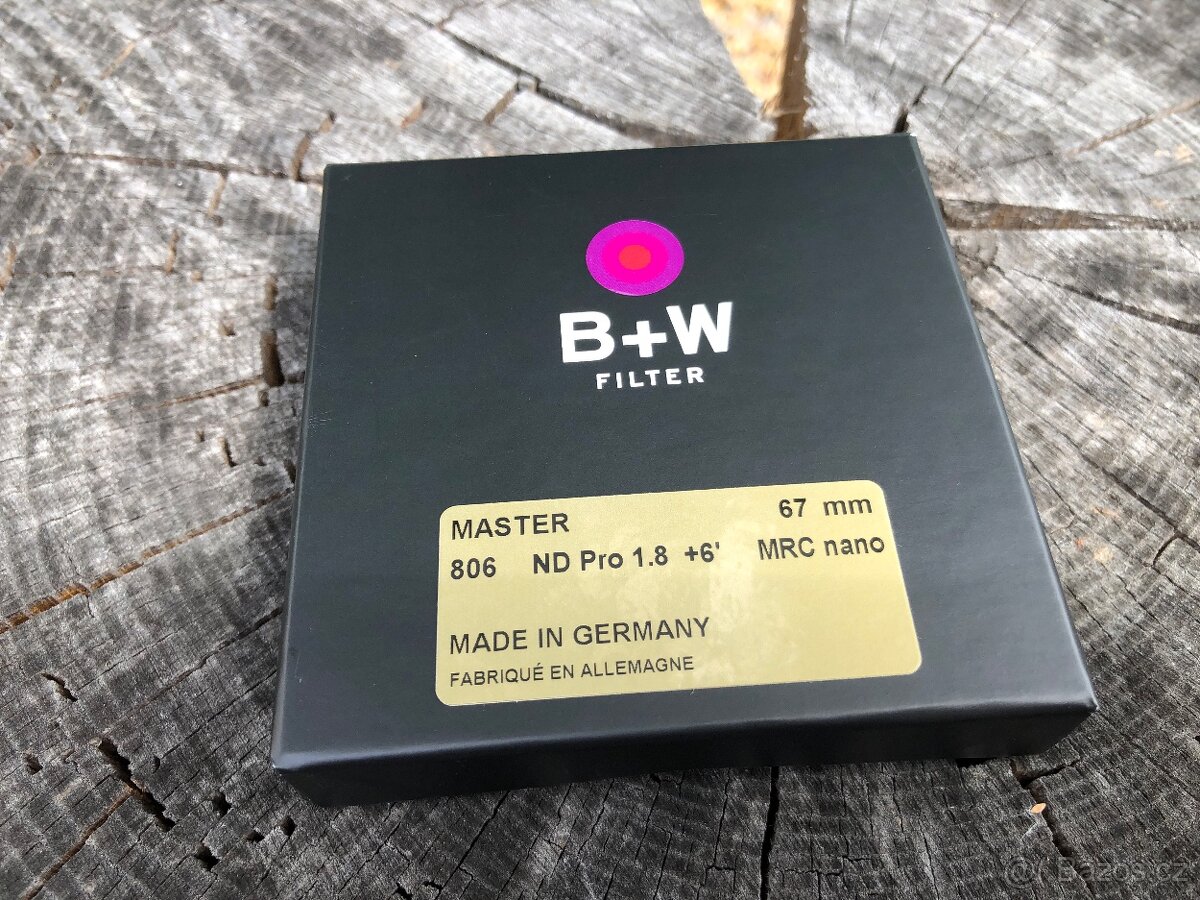 B+W
FILTER
MASTER 67 mm
806 ND Pro 1.8 +6' MRC nano
MADE IN GERMANY
FABRIQUÉ EN ALLEMAGNE
@ Bazos.cz